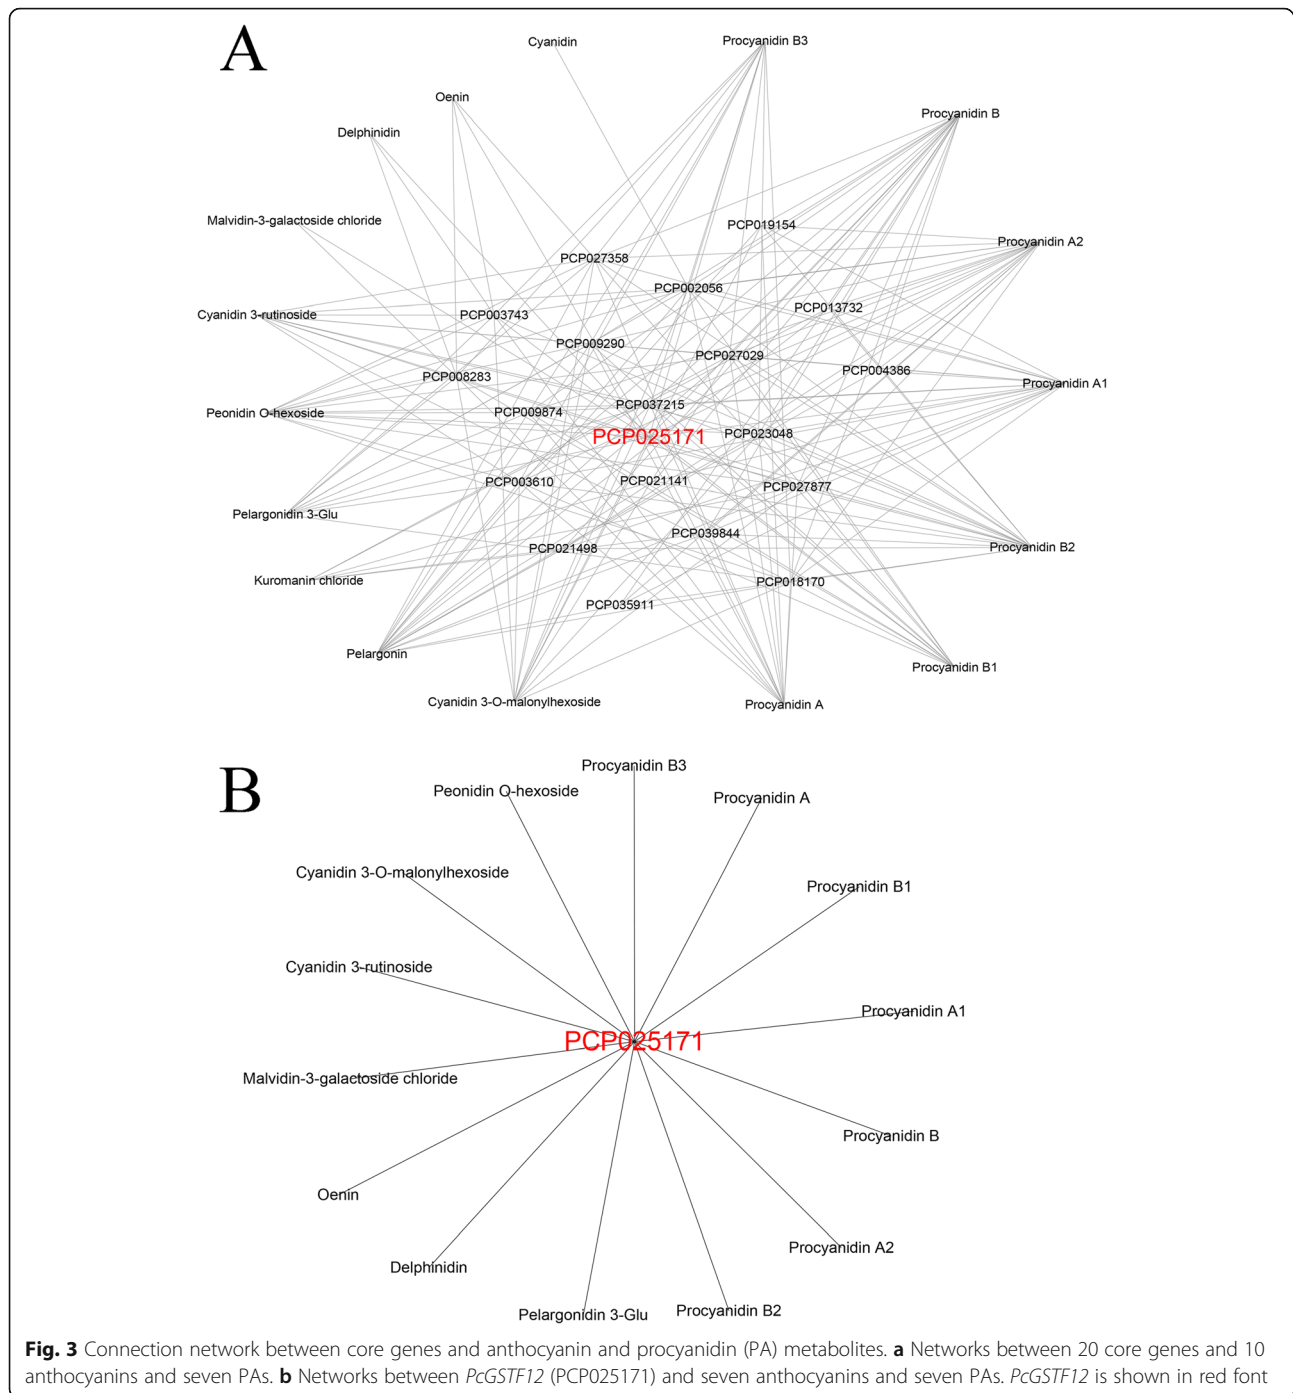 A
Cyanidin
Procyanidin B3
Oenin
Procyanidin B
Delphinidin
Malvidin-3-galactoside chloride
PCP019154
Procyanidin A2
PCP027358
PCP002056
Cyanidin 3-rutinoside
PCP003743
PCP013732
PCP009290
PCP027029
PCP008283
PCP004386
Procyanidin A1
Peonidin O-hexoside
PCP009874
PCP037215
PCP025171
PCP023048
PCP003610
PCP021141
PCP027877
Pelargonidin 3-Glu
PCP039844
PCP021498
Procyanidin B2
Kuromanin chloride
PCP018170
PCP035911
Pelargonin
Procyanidin B1
Cyanidin 3-O-malonylhexoside
Procyanidin A
B
Procyanidin B3
Peonidin O-hexoside
Procyanidin A
Cyanidin 3-O-malonylhexoside
Procyanidin B1
Cyanidin 3-rutinoside
Procyanidin A1
PCP025171
Malvidin-3-galactoside chloride
Procyanidin B
Oenin
Procyanidin A2
Delphinidin
Pelargonidin 3-Glu
Procyanidin B2
Fig. 3 Connection network between core genes and anthocyanin and procyanidin (PA) metabolites. a Networks between 20 core genes and 10
anthocyanins and seven PAs. b Networks between PcGSTF12 (PCP025171) and seven anthocyanins and seven PAs. PcGSTF12 is shown in red font